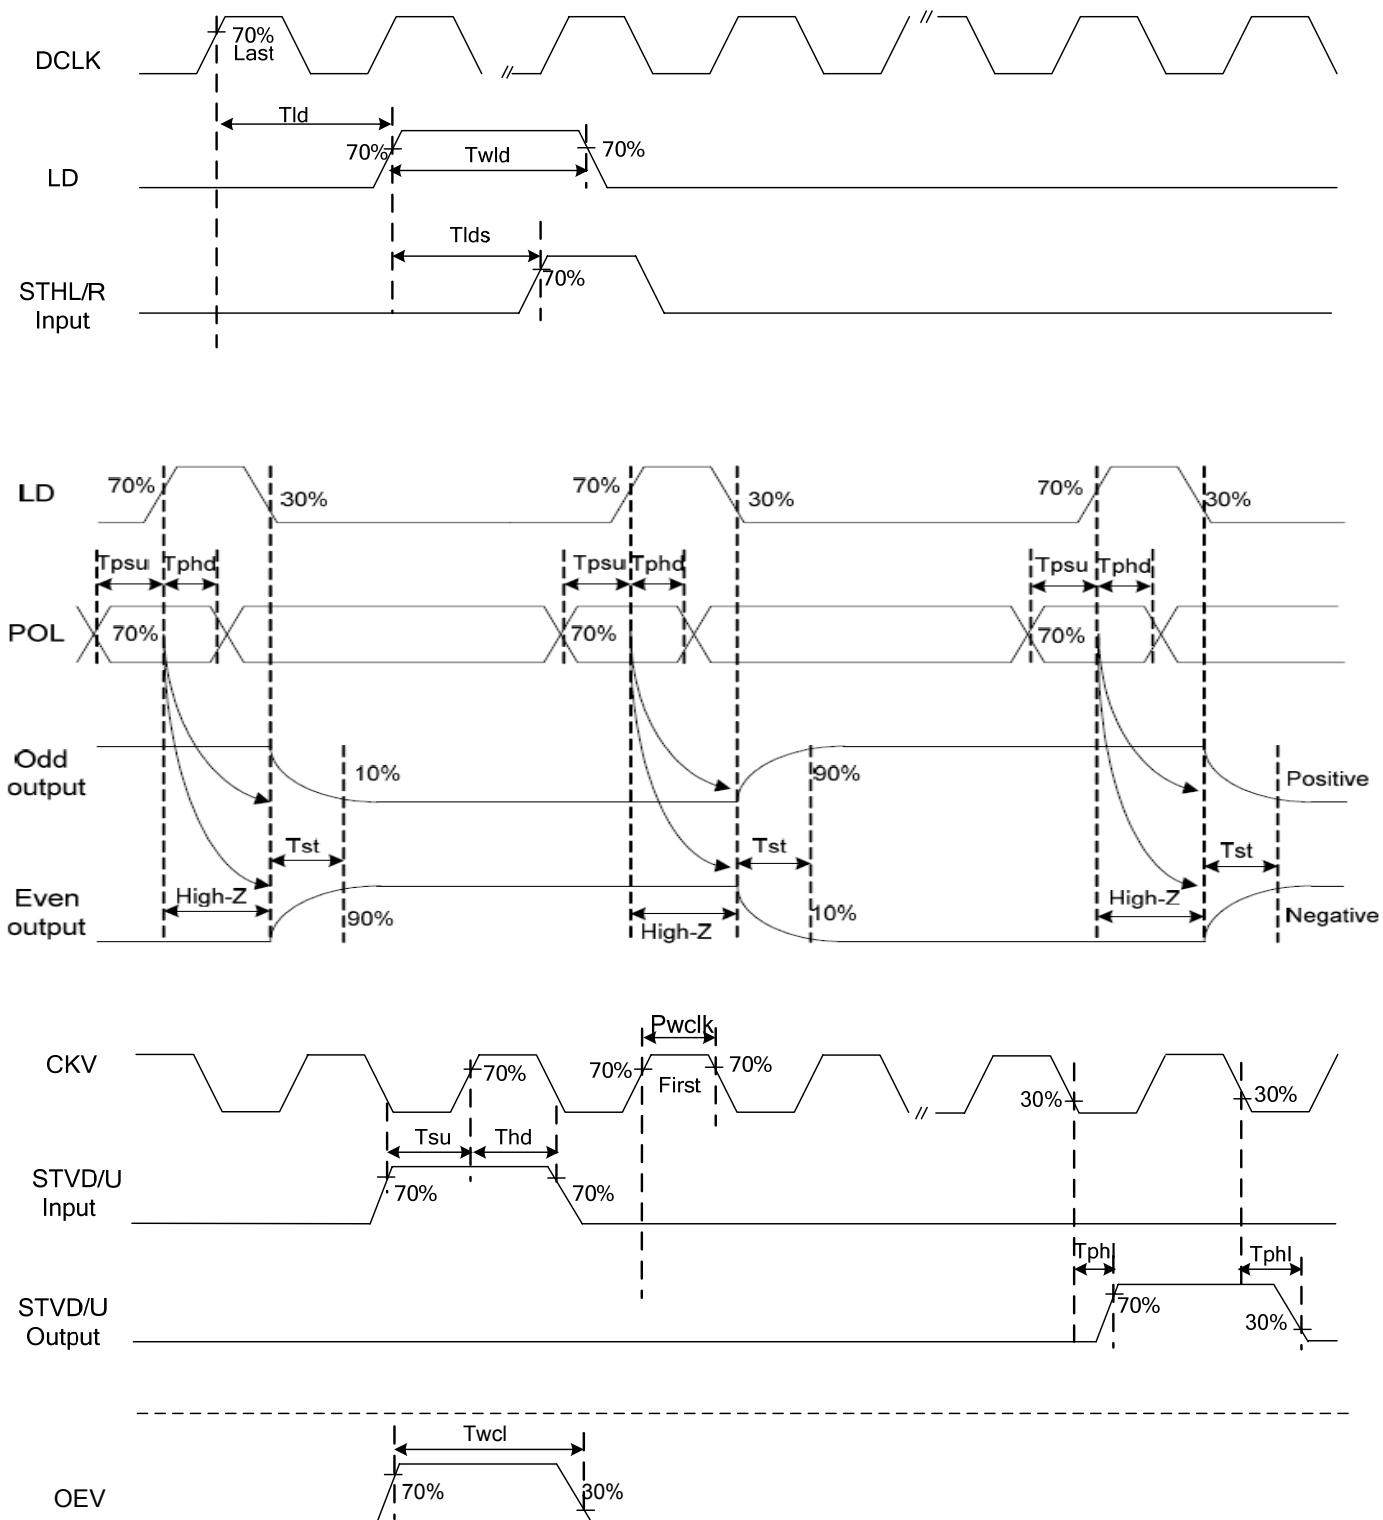 DCLK
70%
Last
Tld
LD
70%
Twld
70%
Tlds
STHL/R
Input
70%
LD
70%
30%
70%
30%
70%
30%
Tpsu
Tphd
Tpsu
Tphd
Tpsu
Tphd
POL
70%
70%
70%
Odd
output
10%
90%
Positive
Tst
Tst
Tst
Even
output
High-Z
90%
High-Z
10%
High-Z
Negative
Pwclk
CKV
70%
70%
First
70%
30%
30%
Tsu
Thd
STVD/U
Input
70%
70%
Tphl
Tphl
STVD/U
Output
70%
30%
Twcl
OEV
70%
30%